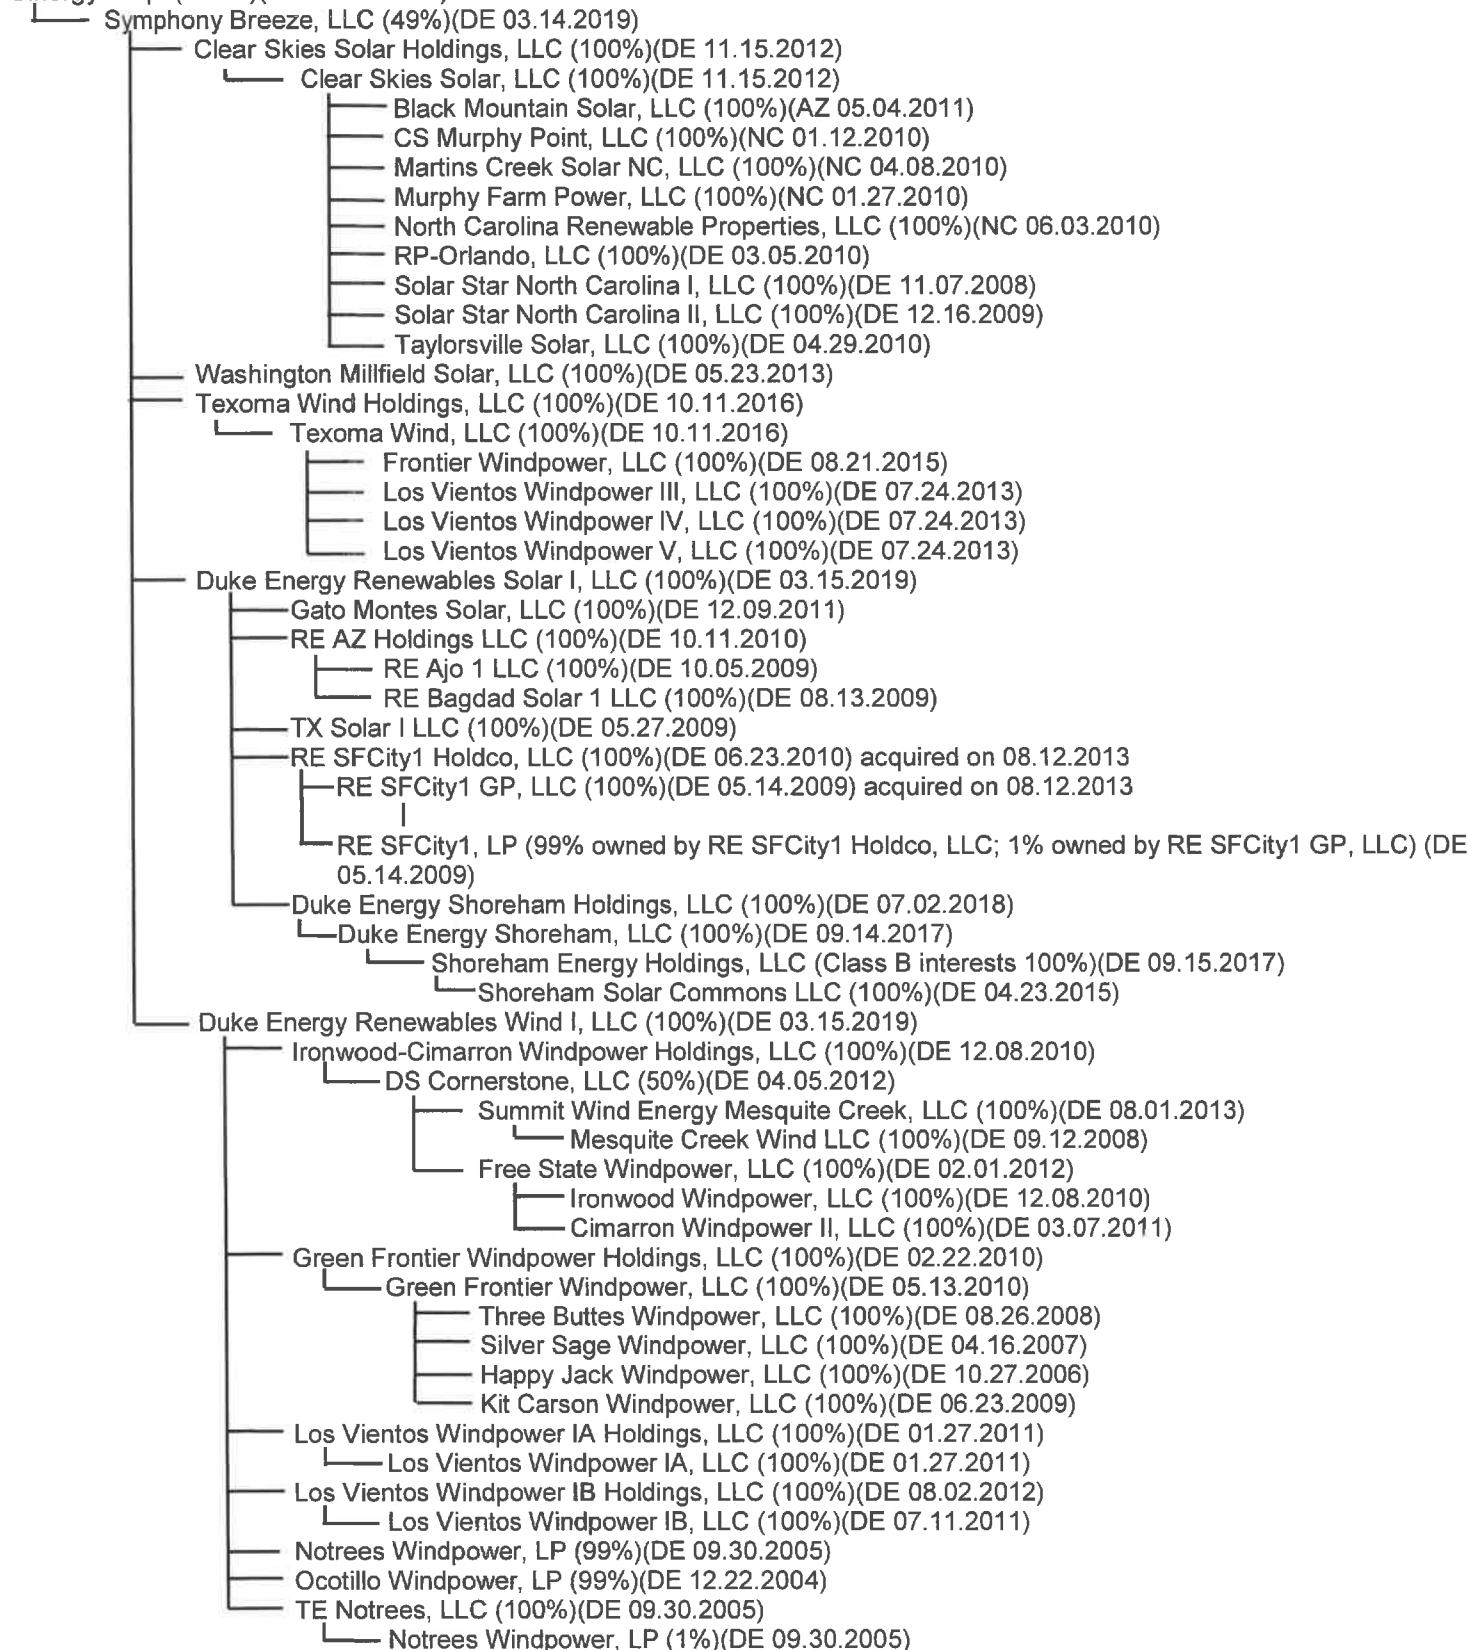 Symphony Breeze, LLC (49%)(DE 03.14.2019)
Clear Skies Solar Holdings, LLC (100%)(DE 11.15.2012)
Clear Skies Solar, LLC (100%)(DE 11.15.2012)
Black Mountain Solar, LLC (100%)(AZ 05.04.2011)
CS Murphy Point, LLC (100%)(NC 01.12.2010)
Martins Creek Solar NC, LLC (100%)(NC 04.08.2010)
Murphy Farm Power, LLC (100%)(NC 01.27.2010)
North Carolina Renewable Properties, LLC (100%)(NC 06.03.2010)
RP-Orlando, LLC (100%)(DE 03.05.2010)
Solar Star North Carolina I, LLC (100%)(DE 11.07.2008)
Solar Star North Carolina II, LLC (100%)(DE 12.16.2009)
Taylorsville Solar, LLC (100%)(DE 04.29.2010)
Washington Millfield Solar, LLC (100%)(DE 05.23.2013)
Texoma Wind Holdings, LLC (100%)(DE 10.11.2016)
Texoma Wind, LLC (100%)(DE 10.11.2016)
Frontier Windpower, LLC (100%)(DE 08.21.2015)
Los Vientos Windpower III, LLC (100%)(DE 07.24.2013)
Los Vientos Windpower IV, LLC (100%)(DE 07.24.2013)
Los Vientos Windpower V, LLC (100%)(DE 07.24.2013)
Duke Energy Renewables Solar I, LLC (100%)(DE 03.15.2019)
Gato Montes Solar, LLC (100%)(DE 12.09.2011)
RE AZ Holdings LLC (100%)(DE 10.11.2010)
RE Ajo 1 LLC (100%)(DE 10.05.2009)
RE Bagdad Solar 1 LLC (100%)(DE 08.13.2009)
TX Solar I LLC (100%)(DE 05.27.2009)
RE SFCity1 Holdco, LLC (100%)(DE 06.23.2010) acquired on 08.12.2013
RE SFCity1 GP, LLC (100%)(DE 05.14.2009) acquired on 08.12.2013
RE SFCity1, LP (99% owned by RE SFCity1 Holdco, LLC; 1% owned by RE SFCity1 GP, LLC) (DE
05.14.2009)
Duke Energy Shoreham Holdings, LLC (100%)(DE 07.02.2018)
Duke Energy Shoreham, LLC (100%)(DE 09.14.2017)
Shoreham Energy Holdings, LLC (Class B interests 100%)(DE 09.15.2017)
Shoreham Solar Commons LLC (100%)(DE 04.23.2015)
Duke Energy Renewables Wind I, LLC (100%)(DE 03.15.2019)
Ironwood-Cimarron Windpower Holdings, LLC (100%)(DE 12.08.2010)
DS Cornerstone, LLC (50%)(DE 04.05.2012)
Summit Wind Energy Mesquite Creek, LLC (100%)(DE 08.01.2013)
Mesquite Creek Wind LLC (100%)(DE 09.12.2008)
Free State Windpower, LLC (100%)(DE 02.01.2012)
Ironwood Windpower, LLC (100%)(DE 12.08.2010)
Cimarron Windpower II, LLC (100%)(DE 03.07.2011)
Green Frontier Windpower Holdings, LLC (100%)(DE 02.22.2010)
Green Frontier Windpower, LLC (100%)(DE 05.13.2010)
Three Buttes Windpower, LLC (100%)(DE 08.26.2008)
Silver Sage Windpower, LLC (100%)(DE 04.16.2007)
Happy Jack Windpower, LLC (100%)(DE 10.27.2006)
Kit Carson Windpower, LLC (100%)(DE 06.23.2009)
Los Vientos Windpower IA Holdings, LLC (100%)(DE 01.27.2011)
Los Vientos Windpower IA, LLC (100%)(DE 01.27.2011)
Los Vientos Windpower IB Holdings, LLC (100%)(DE 08.02.2012)
Los Vientos Windpower IB, LLC (100%)(DE 07.11.2011)
Notrees Windpower, LP (99%)(DE 09.30.2005)
Ocotillo Windpower, LP (99%)(DE 12.22.2004)
TE Notrees, LLC (100%)(DE 09.30.2005)
Notrees Windpower, LP (1%)(DE 09.30.2005)